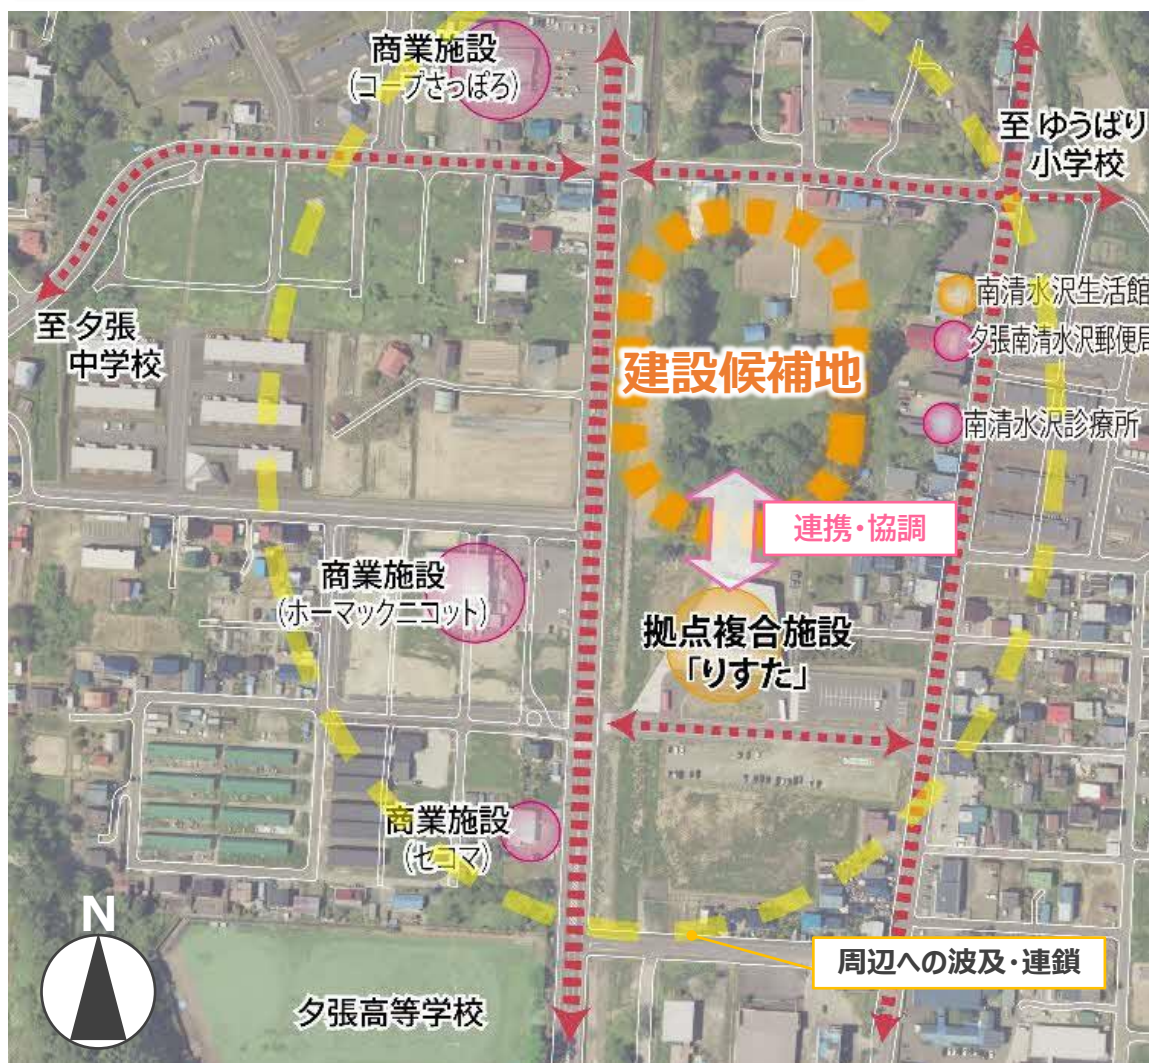 商業施設
(コープさっぽろ)
至 ゆうばり
小学校
南清水沢生活館
至 夕張
中学校
夕張南清水沢郵便局
建設候補地
南清水沢診療所
連携・協調
商業施設
(ホーマックニコット)
拠点複合施設
「りすた」
商業施設
(セコマ)
N
周辺への波及・連鎖
夕張高等学校